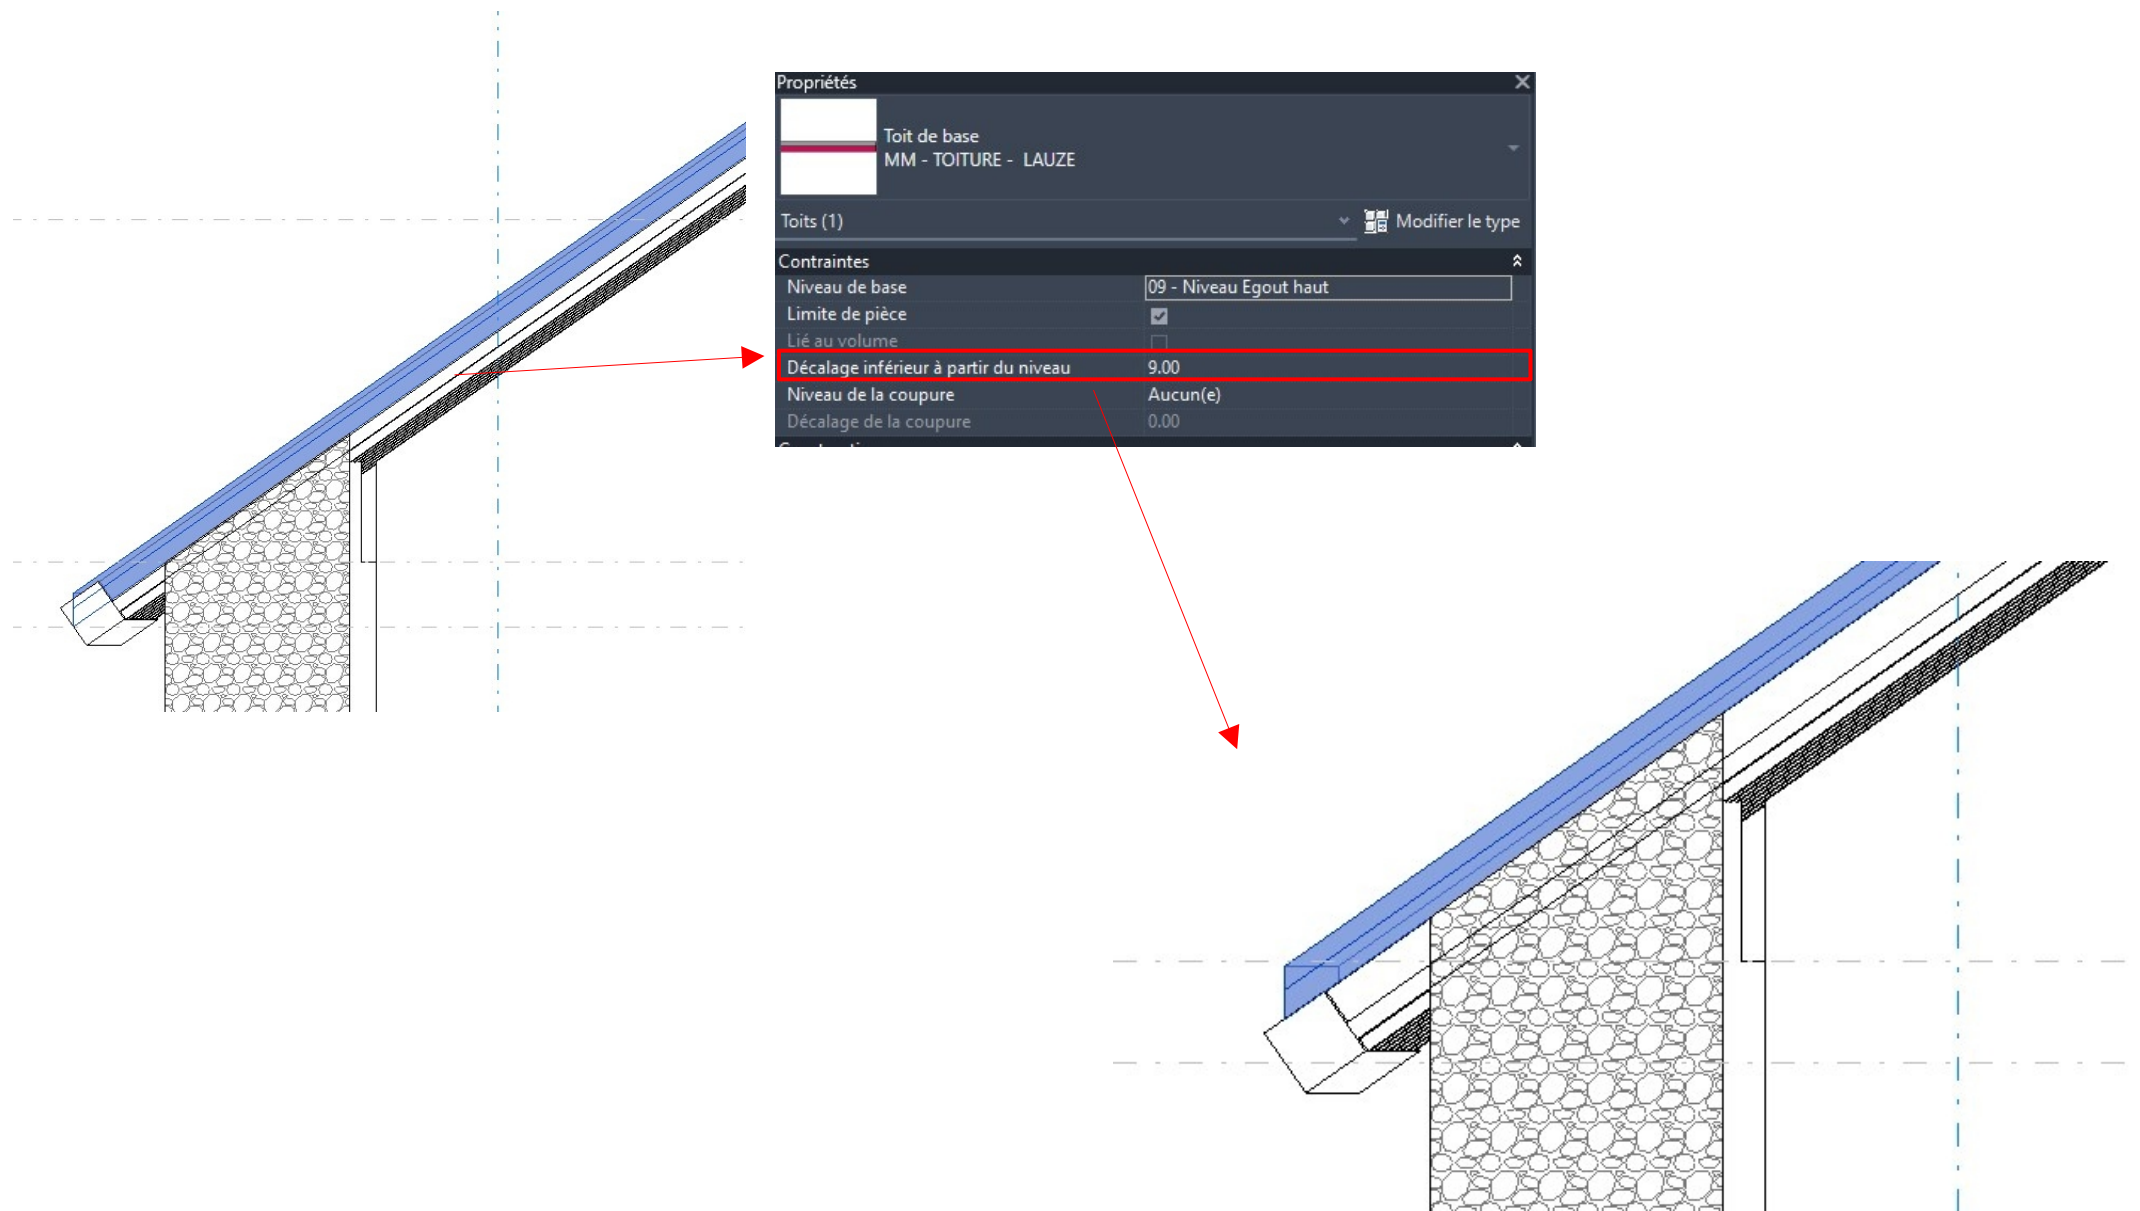 Propriétés
Toit de base
MM - TOITURE -  LAUZE
Toits (1)
Modifier le type
Contraintes
Niveau de base 09 - Niveau Egout haut
Limite de pièce
Lié au volume
Décalage inférieur à partir du niveau 9.00
Niveau de la coupure Aucun(e)
Décalage de la coupure 0.00